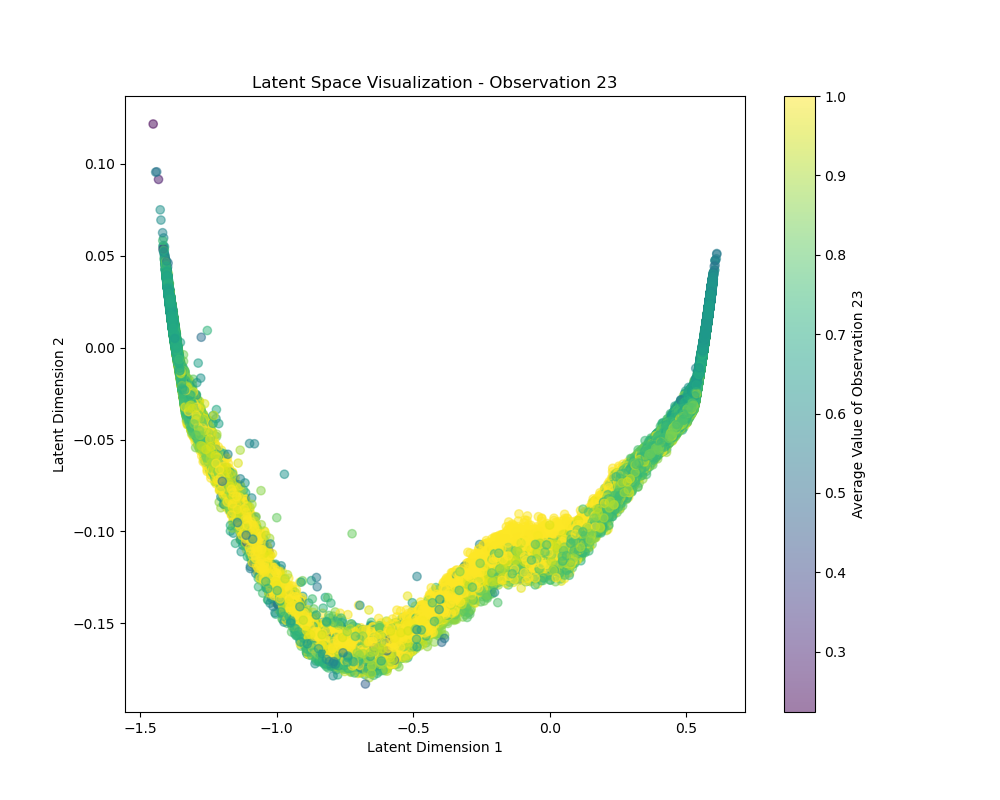 Latent Space Visualization - Observation 23
Latent Dimension 2
0.10
0.05
0.00
−0.05
−0.10
−0.15
−1.5 −1.0 −0.5 0.0 0.5
Latent Dimension 1
1.0
0.9
0.8
0.7
0.6
0.5
0.4
0.3
Average Value of Observation 23